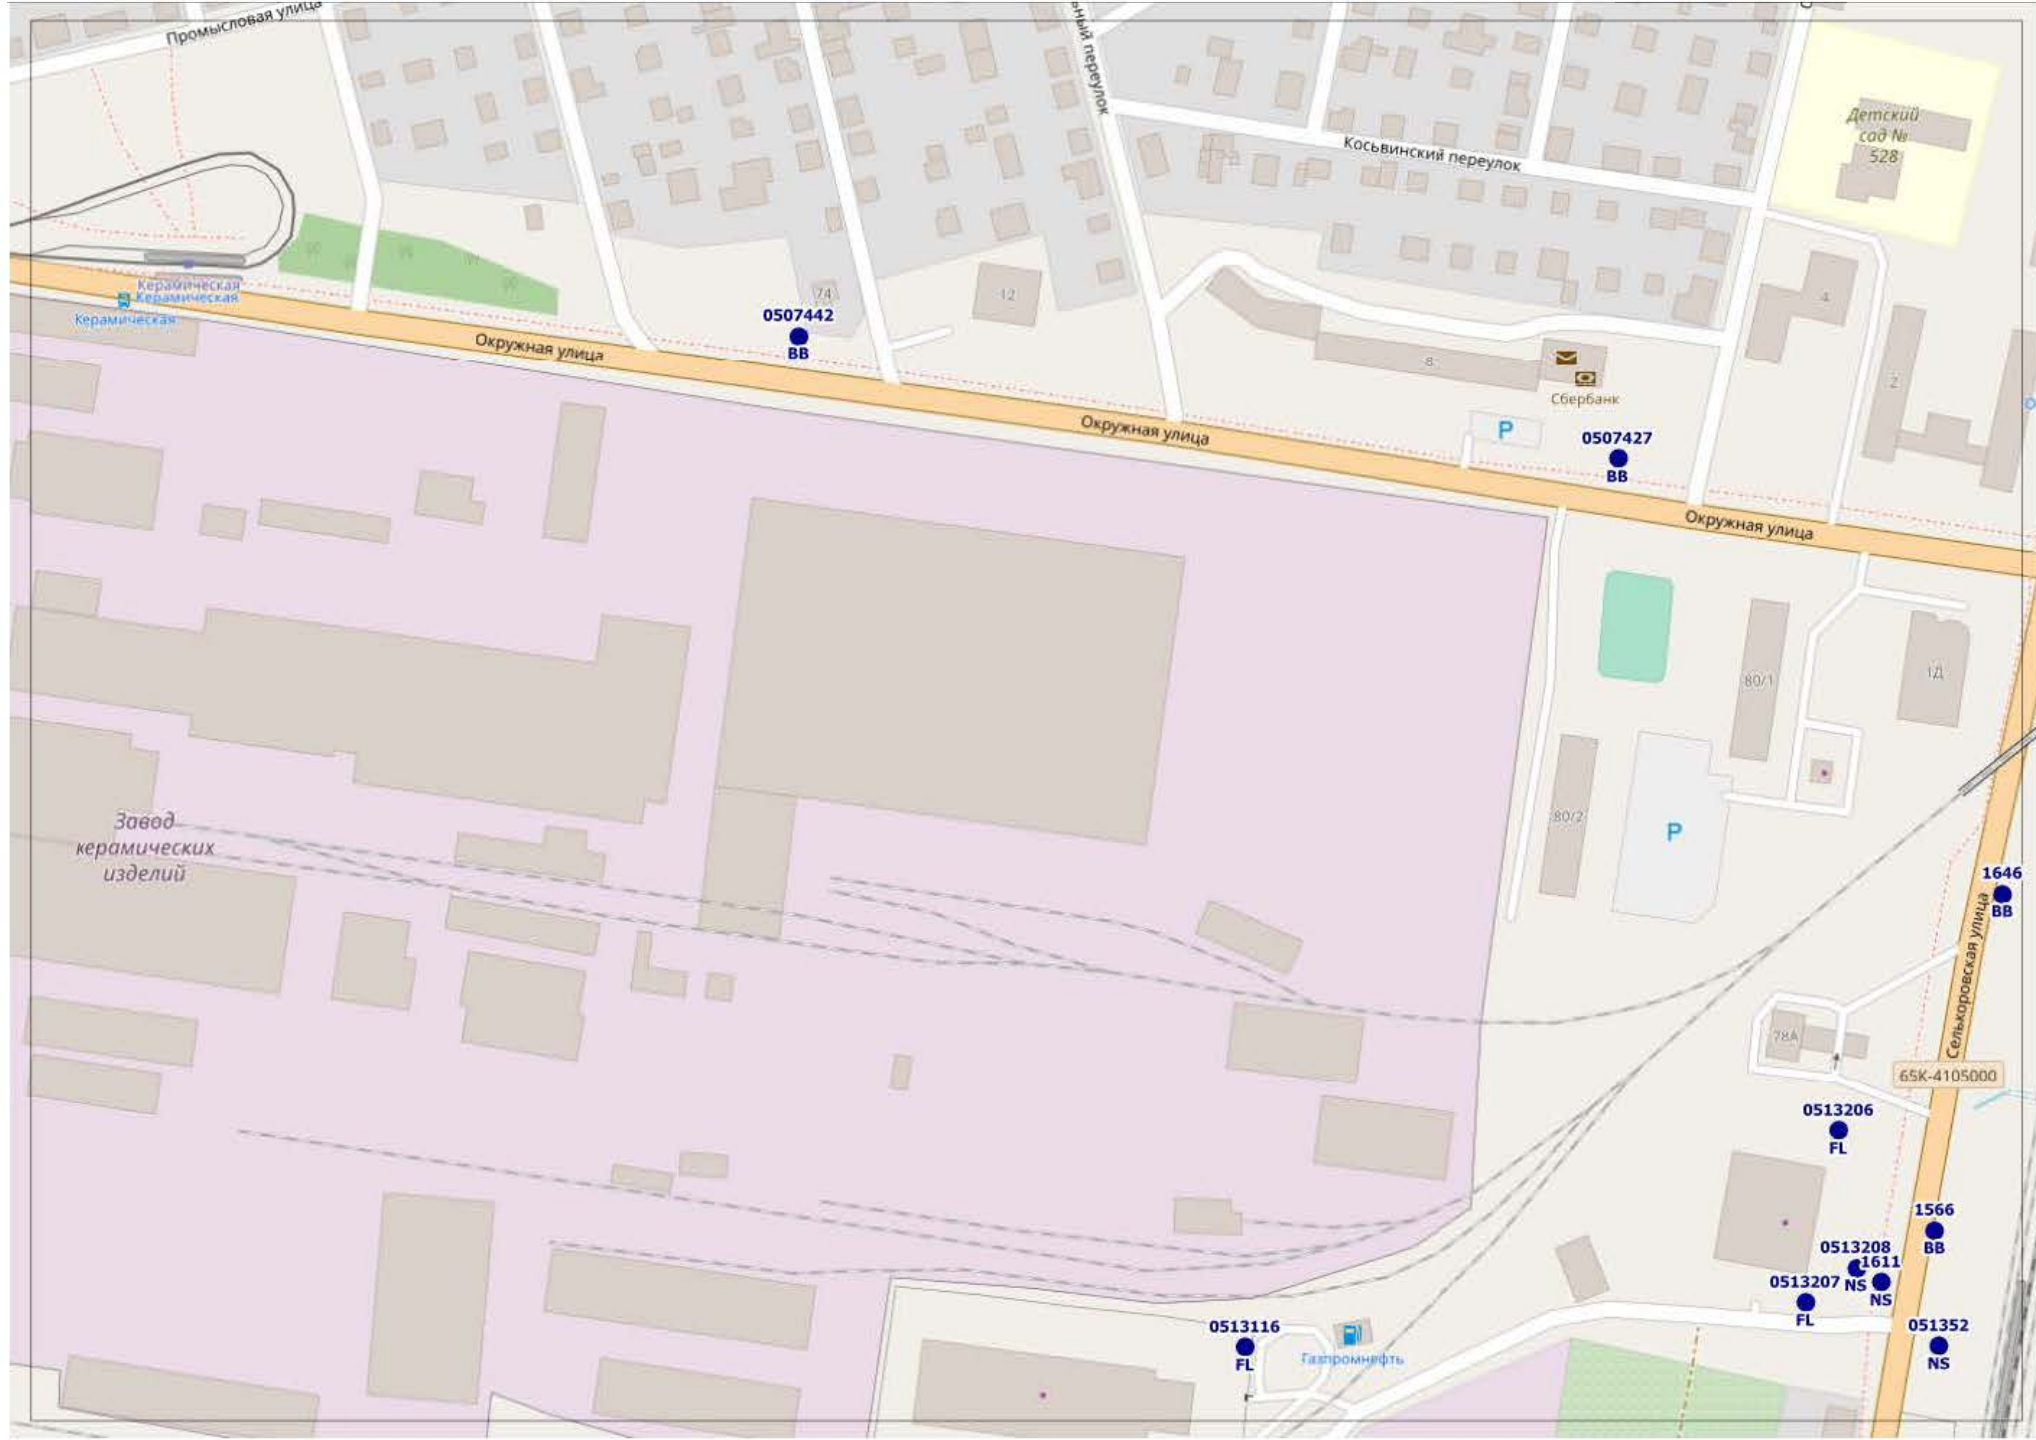 Промысловая улица
ьный переулок
Косьвинский переулок
Детский
сад №
528
Керамическая
Керамическая
Керамическая
74
12
4
0507442
BB
Окружная улица
8
2
Сбербанк
Окружная улица
P
0507427
BB
Окружная улица
80/1
1Д
80/2
P
Завод
керамических
изделий
1646
BB
Селькоровская улица
78А
65К-4105000
0513206
FL
1566
BB
0513208
NS
1611
NS
0513207
FL
0513116
FL
Газпромнефть
051352
NS